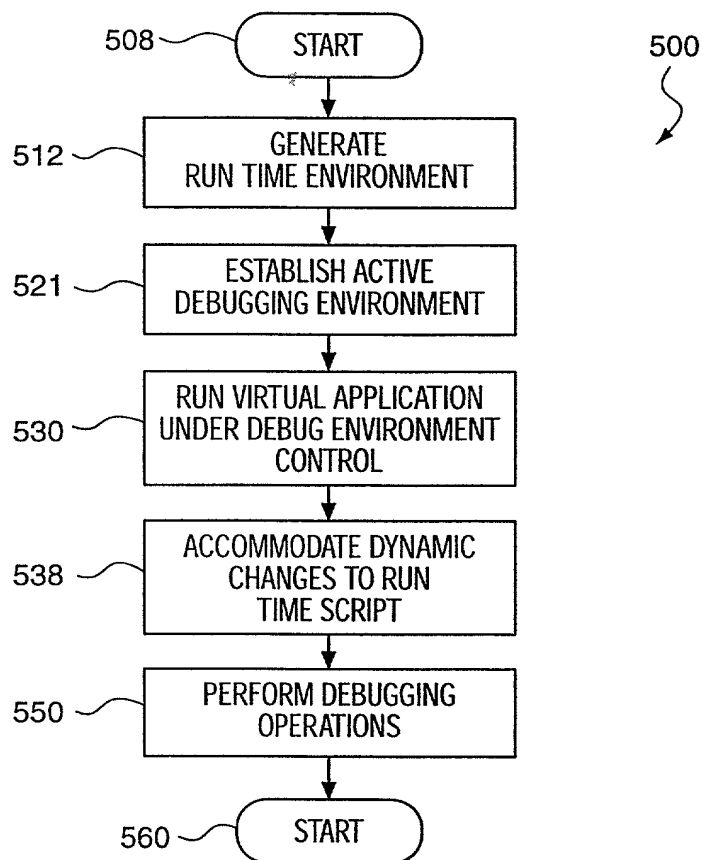 508
START
500
512
GENERATE
RUN TIME ENVIRONMENT
521
ESTABLISH ACTIVE
DEBUGGING ENVIRONMENT
530
RUN VIRTUAL APPLICATION
UNDER DEBUG ENVIRONMENT
CONTROL
538
ACCOMMODATE DYNAMIC
CHANGES TO RUN
TIME SCRIPT
550
PERFORM DEBUGGING
OPERATIONS
560
START